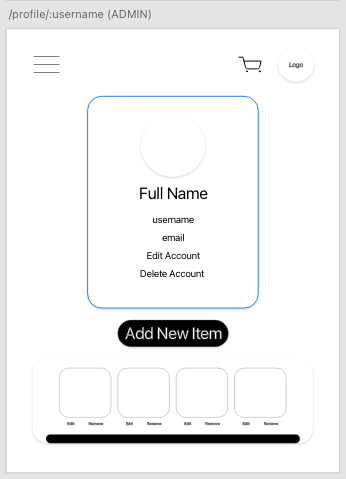 /profile/:username (ADMIN)
Logo
Full Name
username
email
Edit Account
Delete Account
Add New Item
Edit Remove Edit Remove Edit Remove Edit Remove